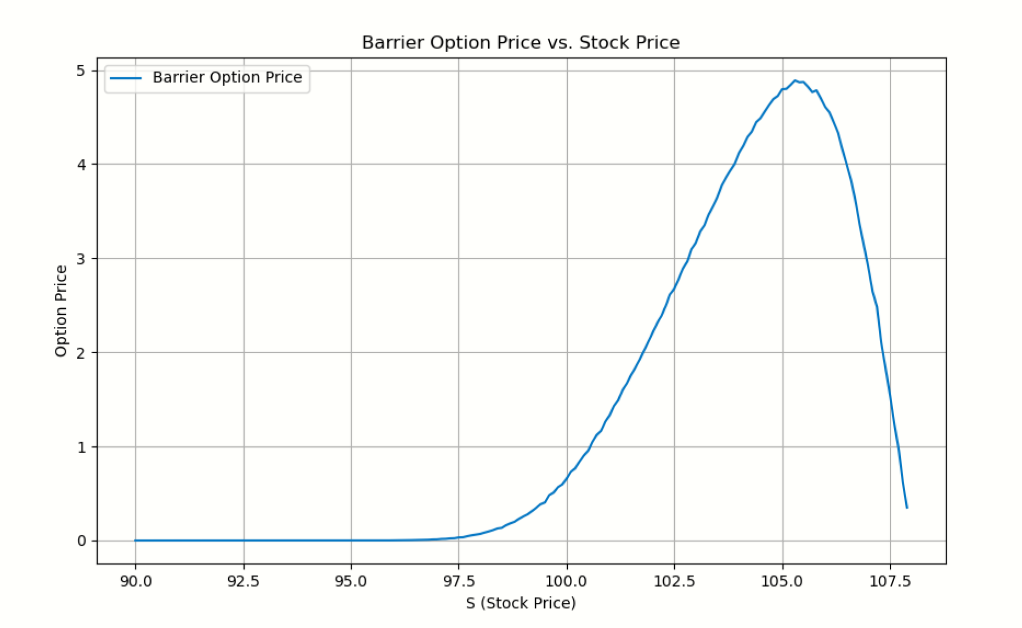 Barrier Option Price vs. Stock Price
Barrier Option Price
Option Price
5
4
3
2
1
0
90.0 92.5 95.0 97.5 100.0 102.5 105.0 107.5
S (Stock Price)